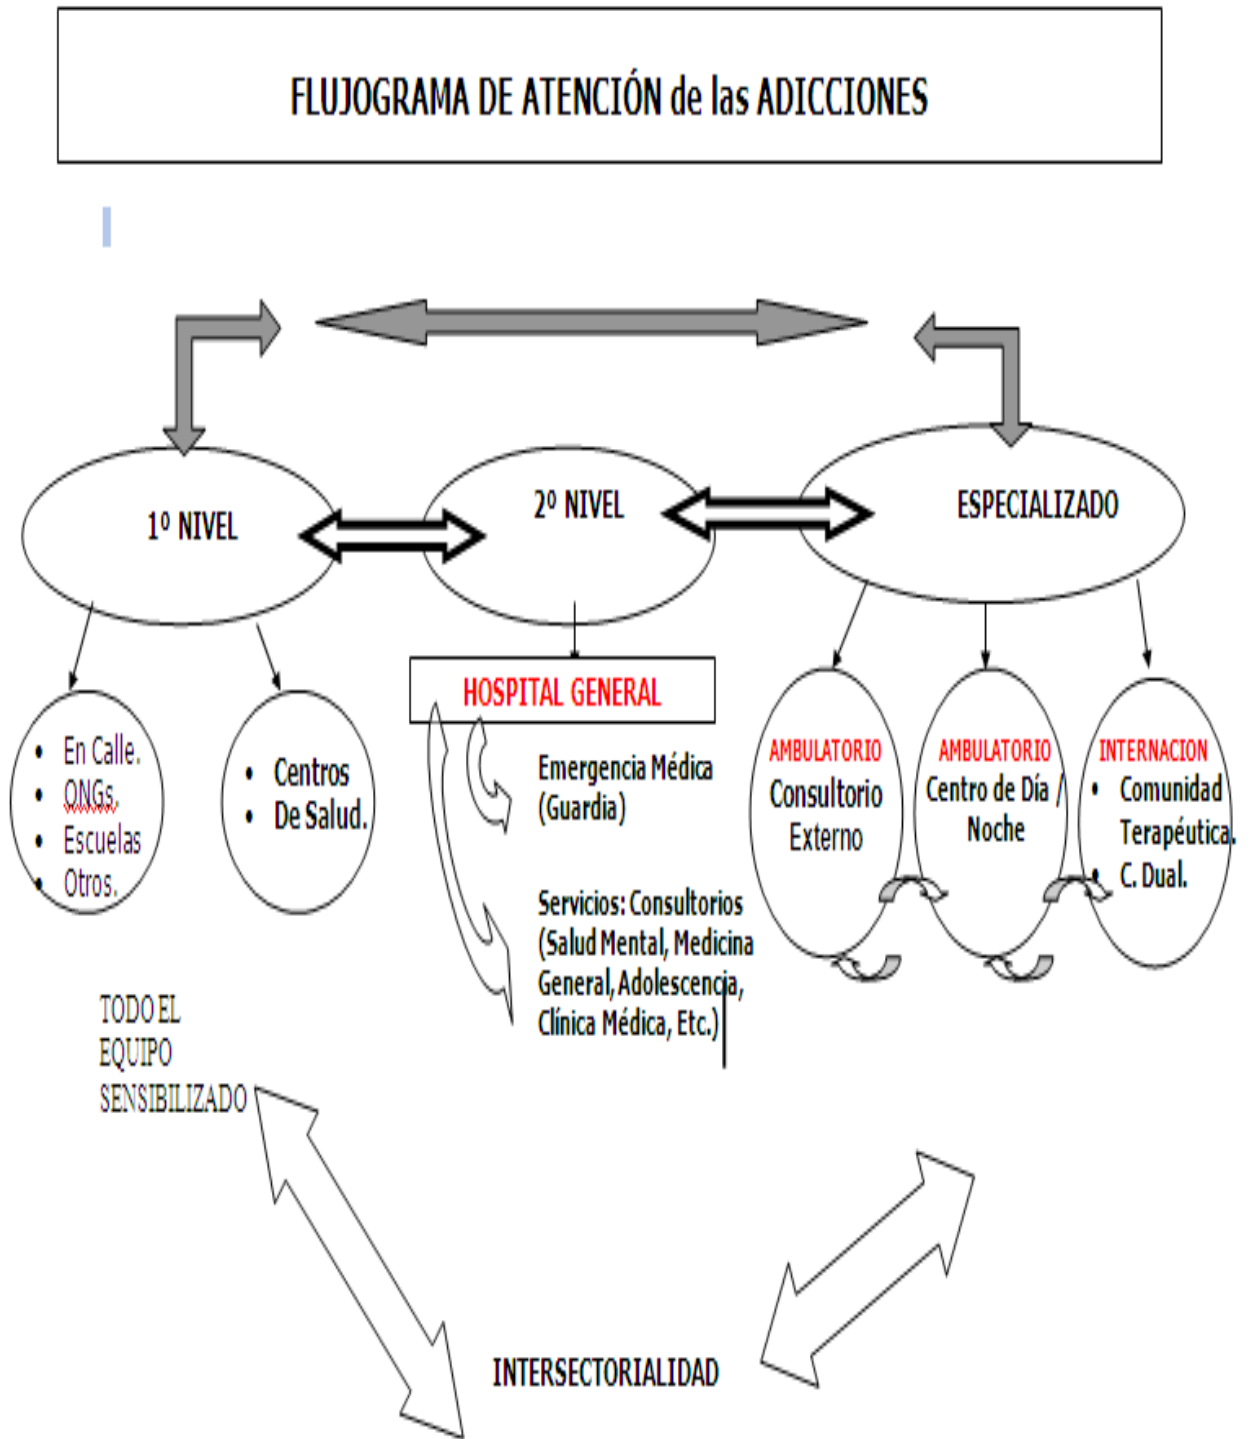 FLUJOGRAMA DE ATENCIÓN de las ADICCIONES
1º NIVEL
2º NIVEL
ESPECIALIZADO
• En Calle.
• ONGs.
• Escuelas
• Otros.
• Centros
• De Salud.
HOSPITAL GENERAL
Emergencia Médica
(Guardia)
Servicios: Consultorios
(Salud Mental, Medicina
General, Adolescencia,
Clínica Médica, Etc.)
AMBULATORIO
Consultorio
Externo
AMBULATORIO
Centro de Día /
Noche
INTERNACION
• Comunidad
Terapéutica.
• C. Dual.
TODO EL
EQUIPO
SENSIBILIZADO
INTERSECTORIALIDAD